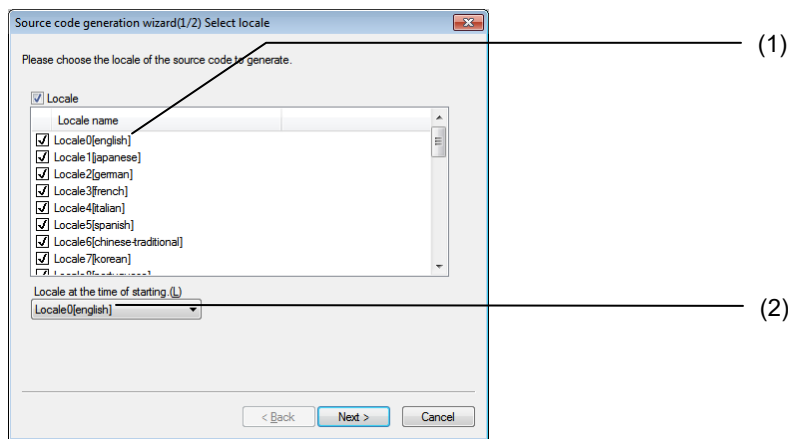 Source code generation wizard(1/2) Select locale
(1)
Please choose the locale of the source code to generate.
Locale
Locale name
Locale0[english]
Locale1[japanese]
Locale2[german]
Locale3[french]
Locale4[italian]
Locale5[spanish]
Locale6[chinese-traditional]
Locale7[korean]
Locale at the time of starting.(L)
Locale0[english]
(2)
< Back
Next >
Cancel